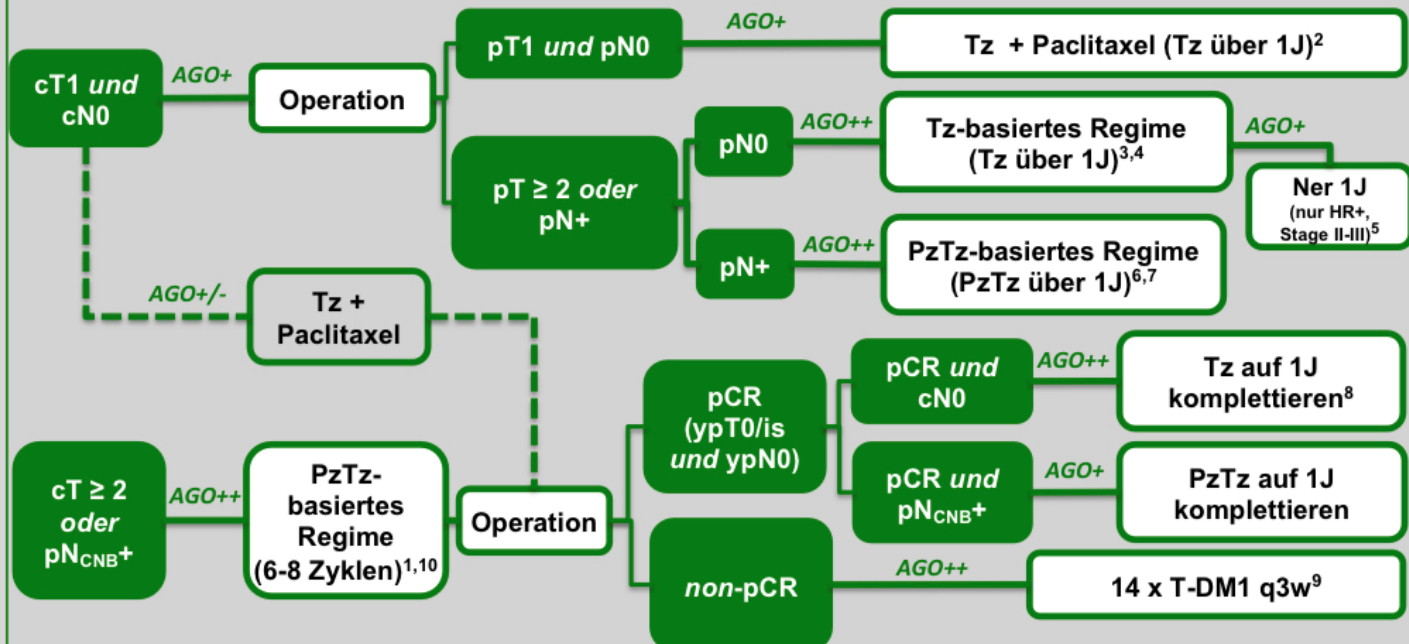 cT1 und
cN0
AGO+
Operation
pT1 und pN0
AGO+
Tz + Paclitaxel (Tz über 1J)²
pT ≥ 2 oder
pN+
pN0
AGO++
Tz-basiertes Regime
(Tz über 1J)³,⁴
AGO+
Ner 1J
(nur HR+,
Stage II-III)⁵
pN+
AGO++
PzTz-basiertes Regime
(PzTz über 1J)⁶,⁷
AGO+/-
Tz +
Paclitaxel
cT ≥ 2
oder
pNCNB+
AGO++
PzTz-
basiertes
Regime
(6-8 Zyklen)¹,¹⁰
Operation
pCR
(ypT0/is
und ypN0)
pCR und
cN0
AGO++
Tz auf 1J
komplettieren⁸
pCR und
pNCNB+
AGO+
PzTz auf 1J
komplettieren
non-pCR
AGO++
14 x T-DM1 q3w⁹